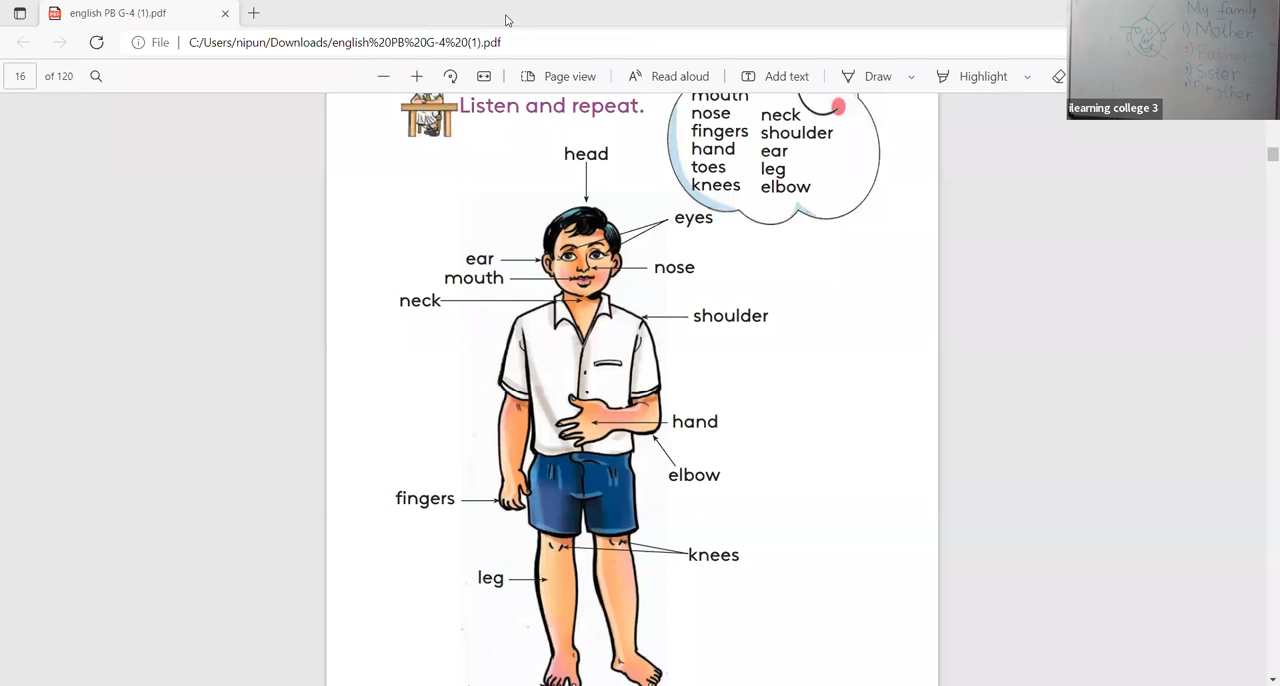 english PB G-4 (1).pdf
File
C:/Users/nipun/Downloads/english%20PB%20G-4%20(1).pdf
16 of 120
Page view
Read aloud
Add text
Draw
Highlight
My family
1) Mother
Sister
ilearning college 3
Listen and repeat.
mouth
nose
fingers
hand
toes
knees
neck
shoulder
ear
leg
elbow
head
eyes
ear
nose
mouth
neck
shoulder
hand
elbow
fingers
knees
leg